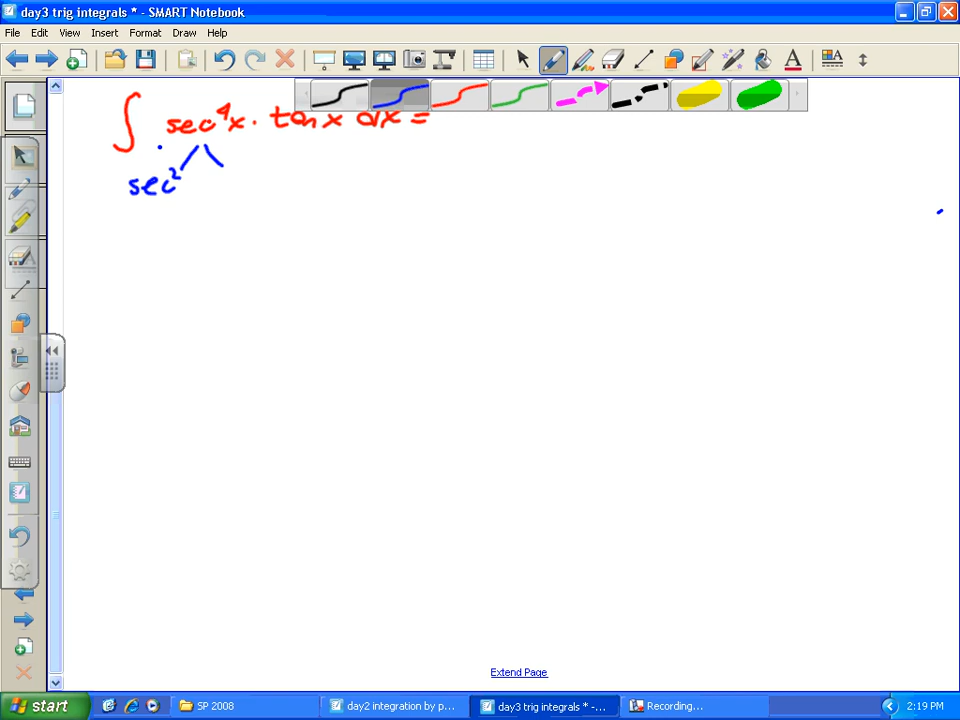 day3 trig integrals * - SMART Notebook
File Edit View Insert Format Draw Help
∫ sec⁴x · tan x dx =
sec²
Extend Page
start SP 2008 day2 integration by p... day3 trig integrals * -... Recording... 2:19 PM